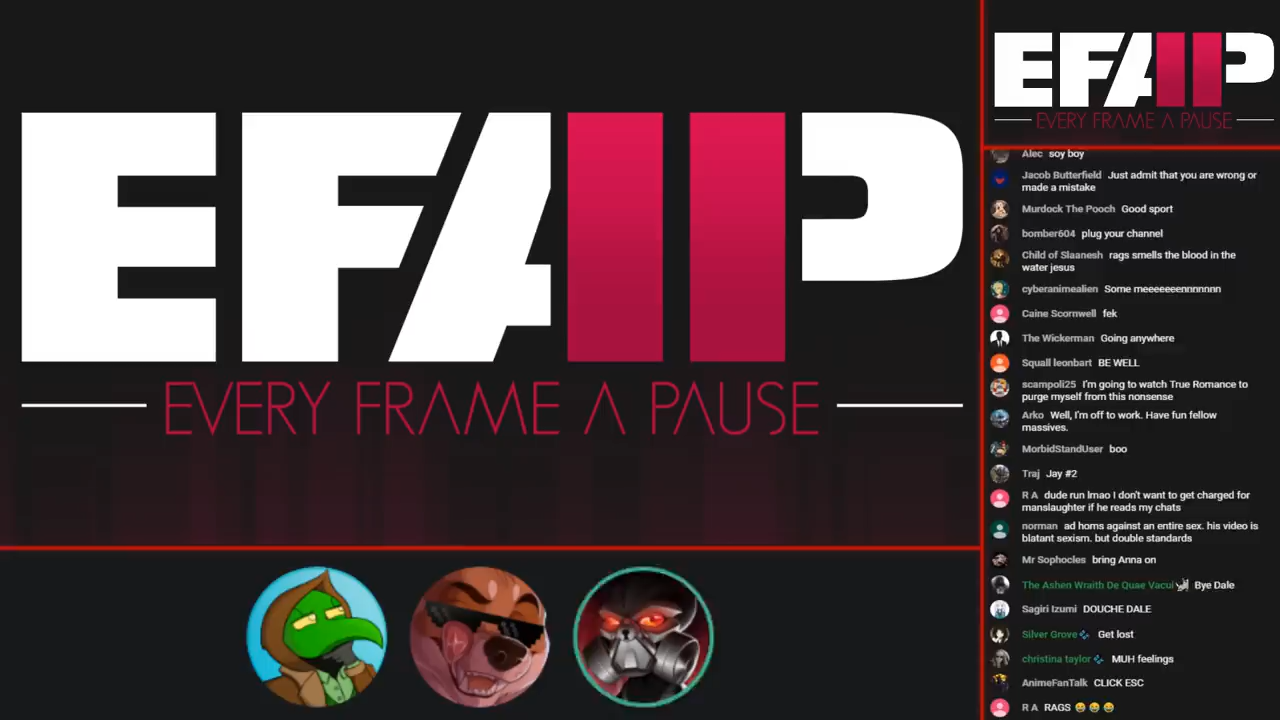 EFAP
EVERY FRAME A PAUSE
EFAP
EVERY FRAME A PAUSE
Alec soy boy
Jacob Butterfield Just admit that you are wrong or
made a mistake
Murdock The Pooch Good sport
bomber604 plug your channel
Child of Slaanesh rags smells the blood in the
water jesus
cyberanimealien Some meeeeeennnnnnn
Caine Scornwell fek
The Wickerman Going anywhere
Squall leonbart BE WELL
scampoli25 I'm going to watch True Romance to
purge myself from this nonsense
Arko Well, I'm off to work. Have fun fellow
massives.
MorbidStandUser boo
Traj Jay #2
R A dude run lmao I don't want to get charged for
manslaughter if he reads my chats
norman ad homs against an entire sex. his video is
blatant sexism. but double standards
Mr Sophocles bring Anna on
The Ashen Wraith De Quae Vacui Bye Dale
Sagiri Izumi DOUCHE DALE
Silver Grove Get lost
christina taylor MUH feelings
AnimeFanTalk CLICK ESC
R A RAGS 😂 😂 😂